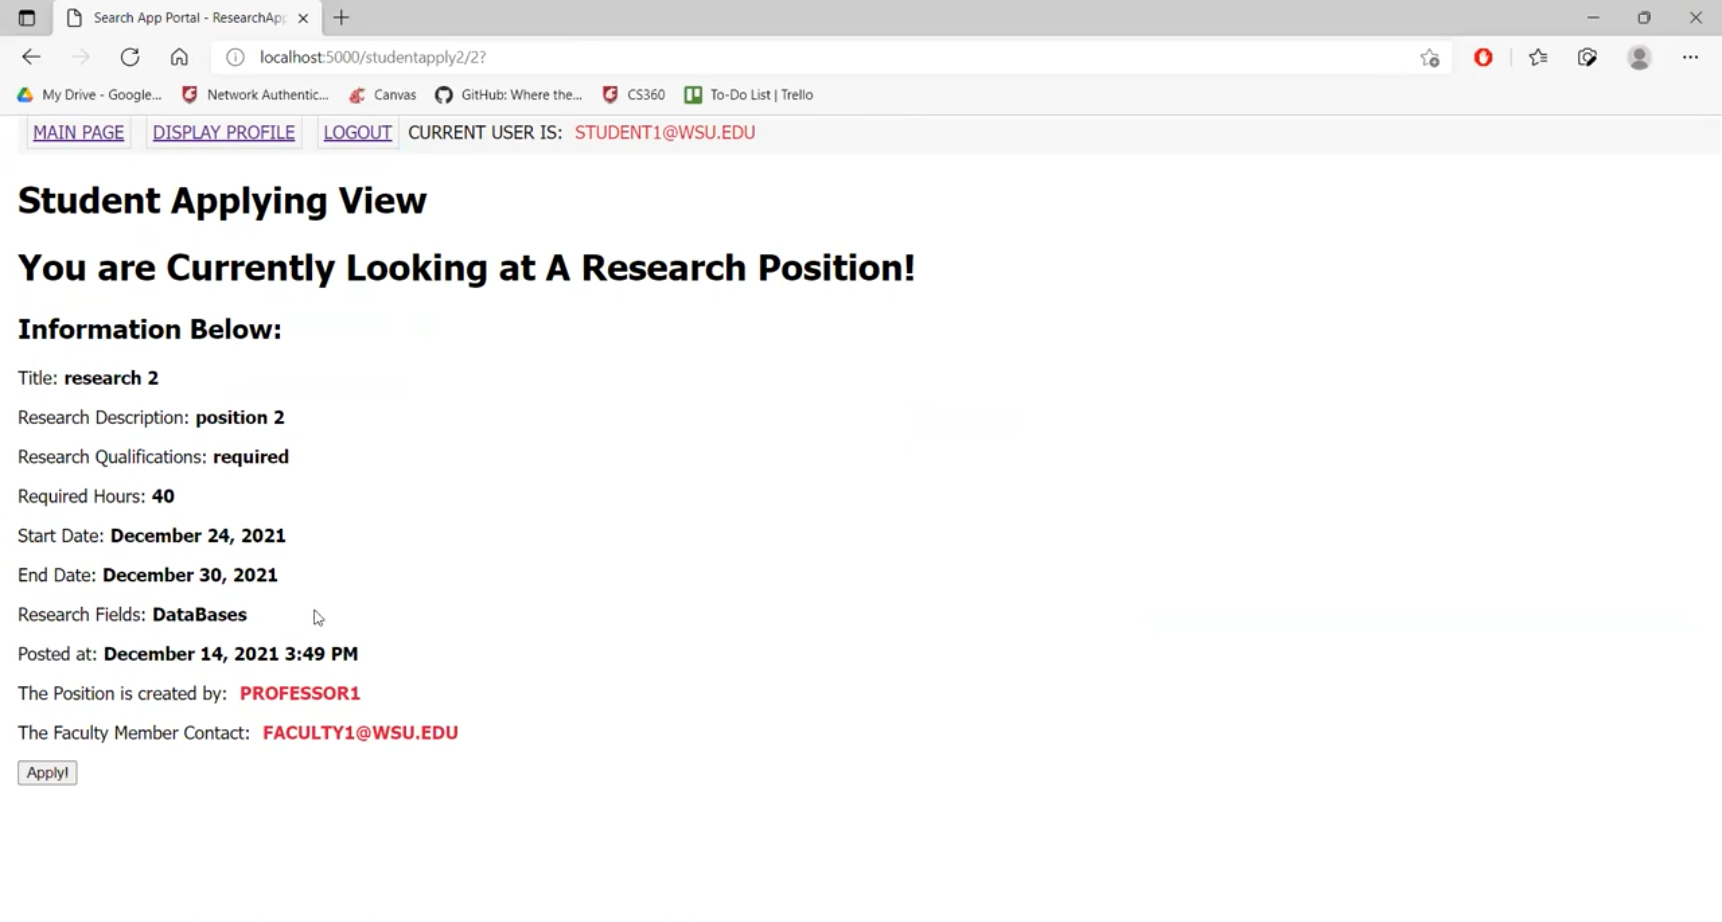 Search App Portal - ResearchApp
localhost:5000/studentapply2/2?
My Drive - Google... Network Authentic... Canvas GitHub: Where the... CS360 To-Do List | Trello
MAIN PAGE DISPLAY PROFILE LOGOUT CURRENT USER IS: STUDENT1@WSU.EDU
Student Applying View
You are Currently Looking at A Research Position!
Information Below:
Title: research 2
Research Description: position 2
Research Qualifications: required
Required Hours: 40
Start Date: December 24, 2021
End Date: December 30, 2021
Research Fields: DataBases
Posted at: December 14, 2021 3:49 PM
The Position is created by: PROFESSOR1
The Faculty Member Contact: FACULTY1@WSU.EDU
Apply!